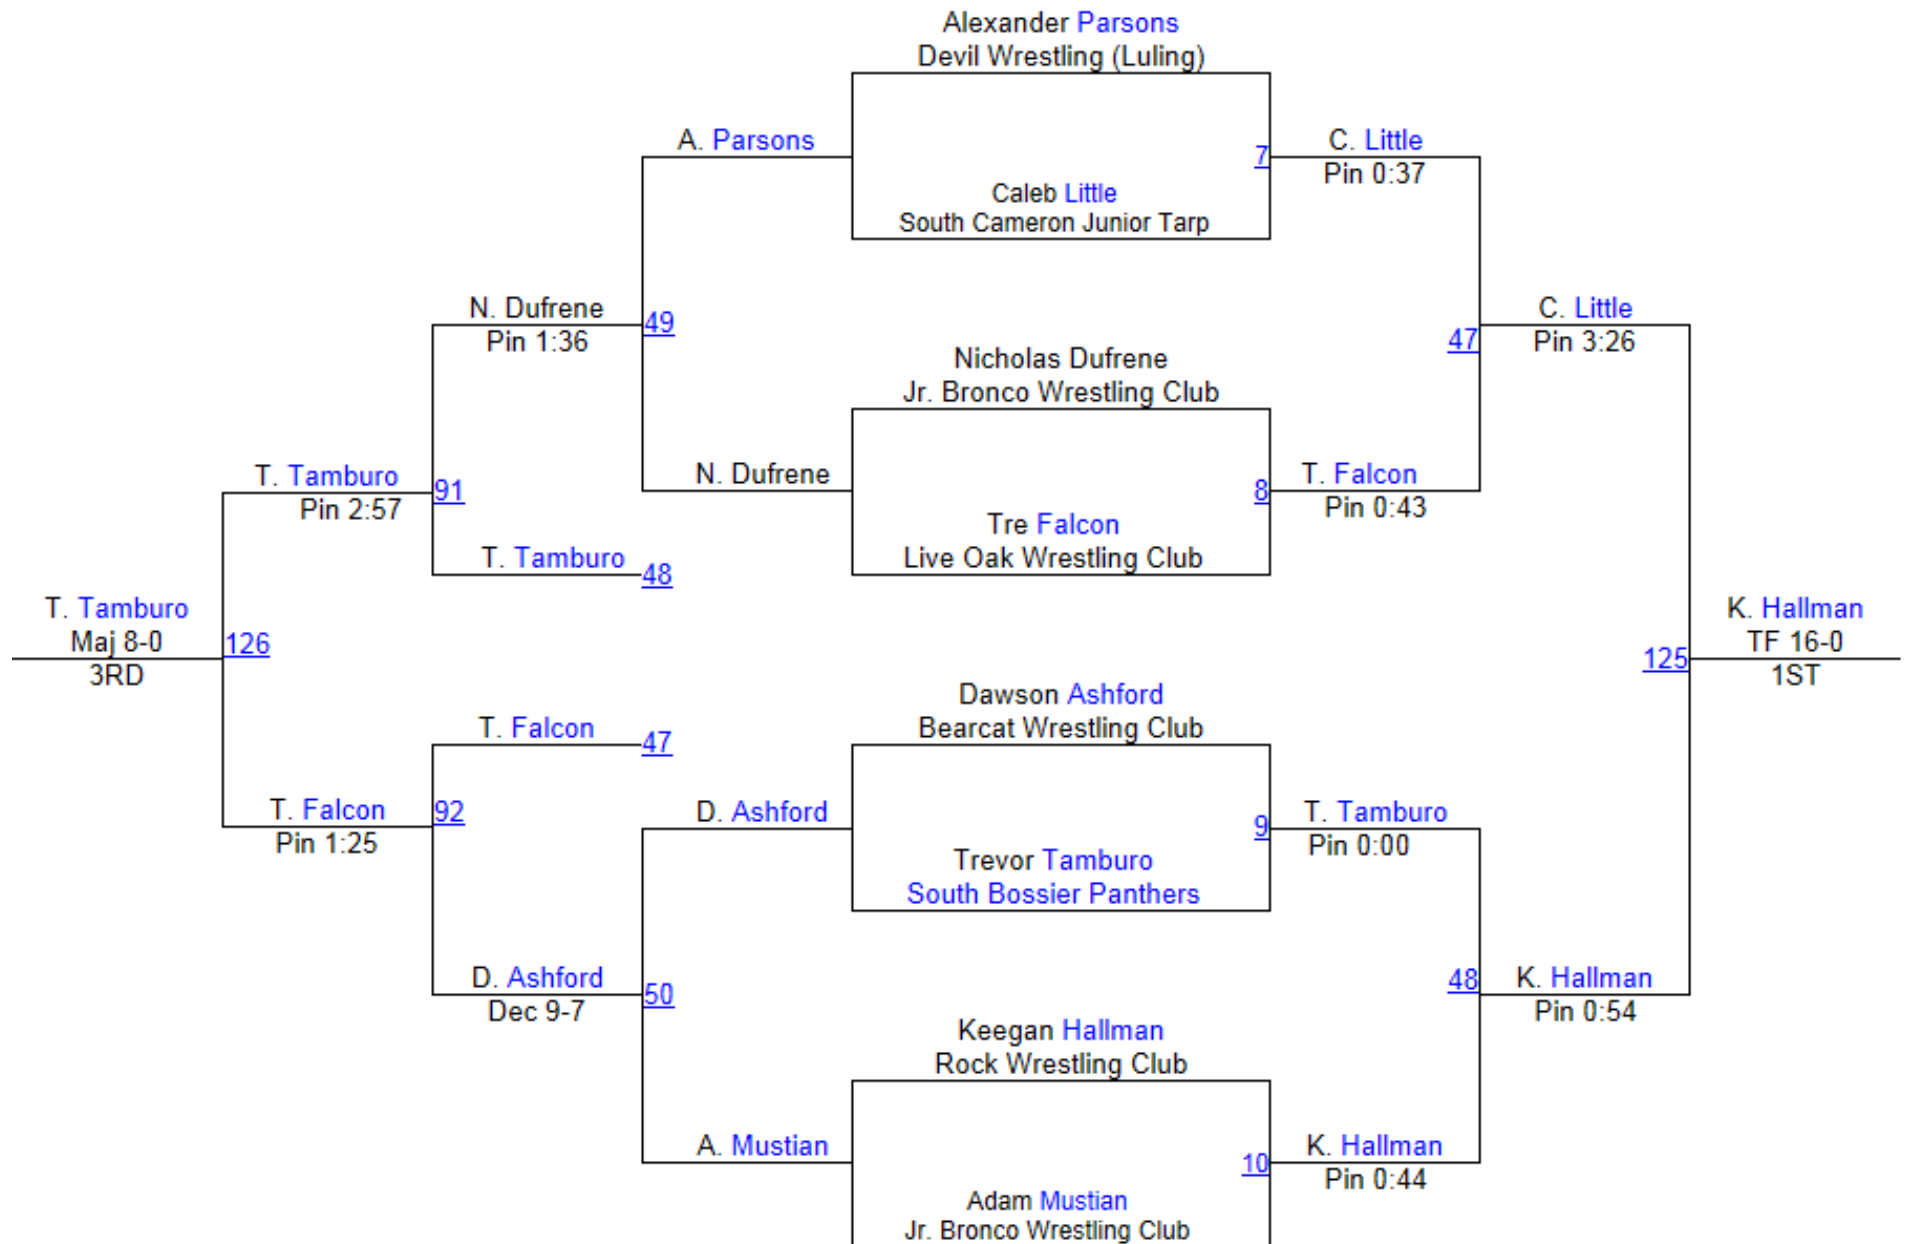 Alexander Parsons
Devil Wrestling (Luling)
A. Parsons
7
C. Little
Pin 0:37
Caleb Little
South Cameron Junior Tarp
N. Dufrene
Pin 1:36
49
C. Little
Pin 3:26
47
Nicholas Dufrene
Jr. Bronco Wrestling Club
T. Tamburo
Pin 2:57
91
N. Dufrene
8
T. Falcon
Pin 0:43
Tre Falcon
Live Oak Wrestling Club
T. Tamburo
48
T. Tamburo
Maj 8-0
3RD
126
K. Hallman
TF 16-0
1ST
125
Dawson Ashford
Bearcat Wrestling Club
T. Falcon
47
T. Falcon
Pin 1:25
92
D. Ashford
9
T. Tamburo
Pin 0:00
Trevor Tamburo
South Bossier Panthers
D. Ashford
Dec 9-7
50
48
K. Hallman
Pin 0:54
Keegan Hallman
Rock Wrestling Club
A. Mustian
10
K. Hallman
Pin 0:44
Adam Mustian
Jr. Bronco Wrestling Club